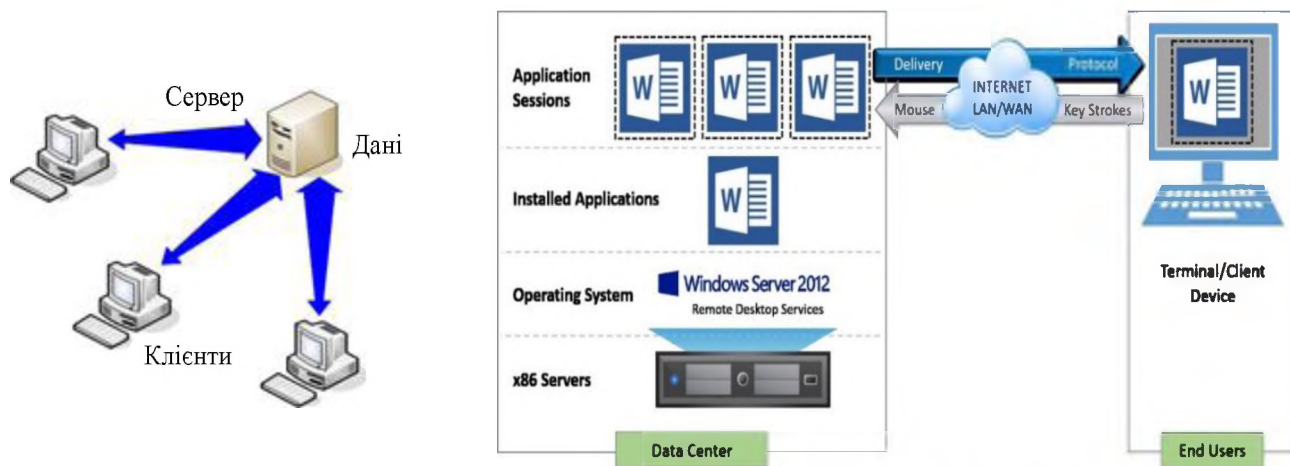 Сервер
Дані
Клієнти
Application
Sessions
W
W
W
Delivery
Protocol
INTERNET
LAN/WAN
Mouse
Key Strokes
W
Installed Applications
W
Operating System
Windows Server 2012
Remote Desktop Services
x86 Servers
Data Center
Terminal/Client
Device
End Users